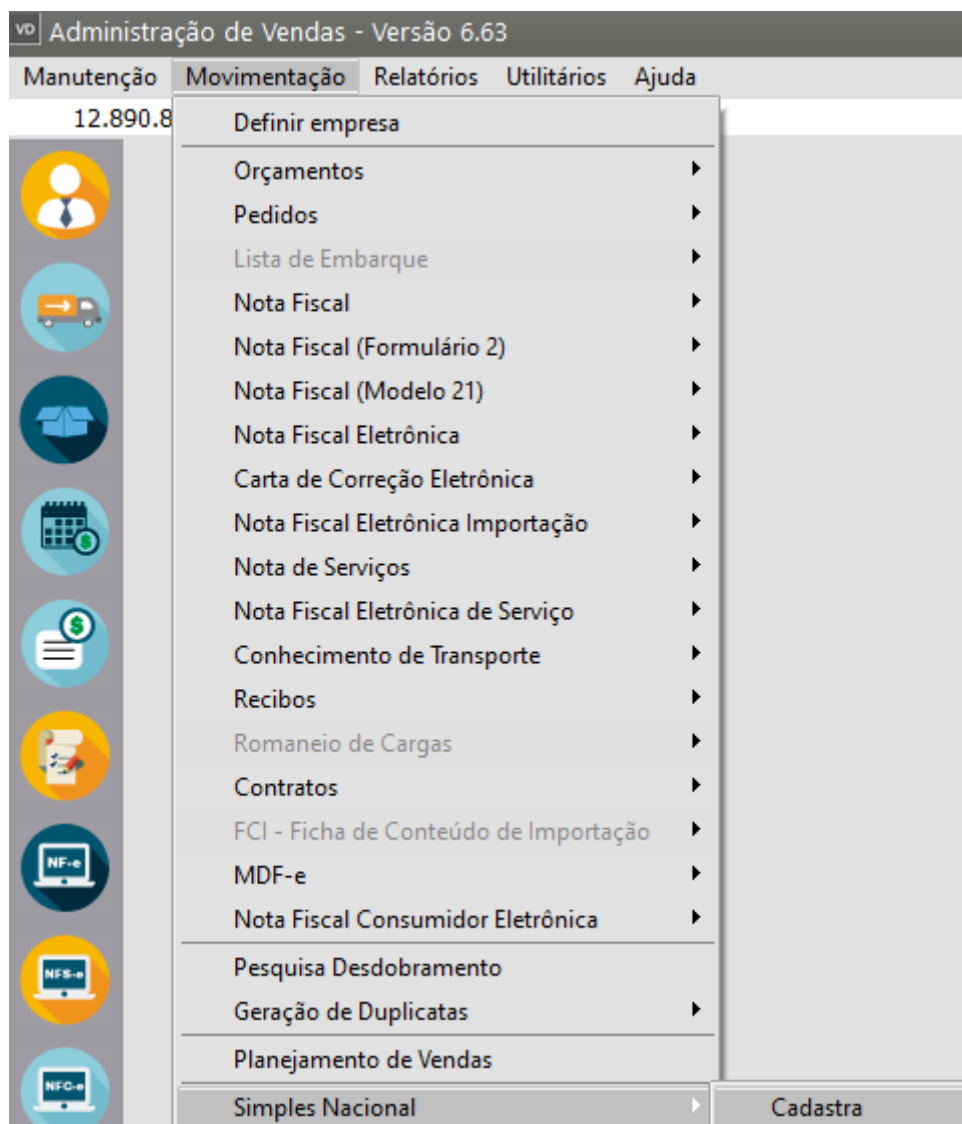 VD Administração de Vendas - Versão 6.63
Manutenção Movimentação Relatórios Utilitários Ajuda
12.890.8
Definir empresa
Orçamentos
Pedidos
Lista de Embarque
Nota Fiscal
Nota Fiscal (Formulário 2)
Nota Fiscal (Modelo 21)
Nota Fiscal Eletrônica
Carta de Correção Eletrônica
Nota Fiscal Eletrônica Importação
Nota de Serviços
Nota Fiscal Eletrônica de Serviço
Conhecimento de Transporte
Recibos
Romaneio de Cargas
Contratos
FCI - Ficha de Conteúdo de Importação
NF-e
MDF-e
Nota Fiscal Consumidor Eletrônica
NFS-e
Pesquisa Desdobramento
Geração de Duplicatas
Planejamento de Vendas
NFC-e
Simples Nacional Cadastra